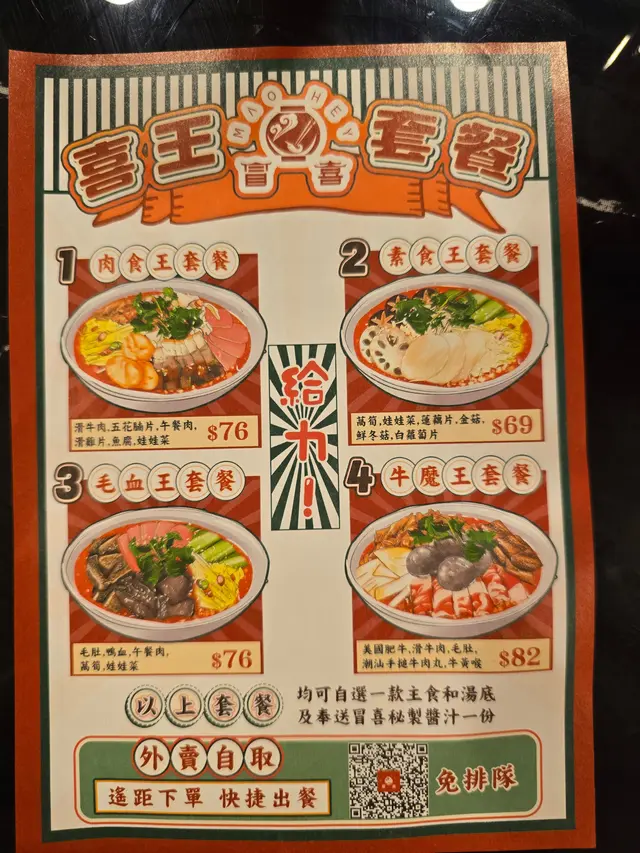 喜王套餐
MAO HEY
冒喜
1 肉食王套餐
滑牛肉,五花腩片,午餐肉,
滑雞片,魚腐,娃娃菜
$76
2 素食王套餐
萵筍,娃娃菜,蓮藕片,金菇,
鮮冬菇,白蘿蔔片
$69
給力!
3 毛血王套餐
毛肚,鴨血,午餐肉,
萵筍,娃娃菜
$76
4 牛魔王套餐
美國肥牛,滑牛肉,毛肚,
潮汕手搥牛肉丸,牛黃喉
$82
以上套餐
均可自選一款主食和湯底
及奉送冒喜秘製醬汁一份
外賣自取
遙距下單 快捷出餐
免排隊